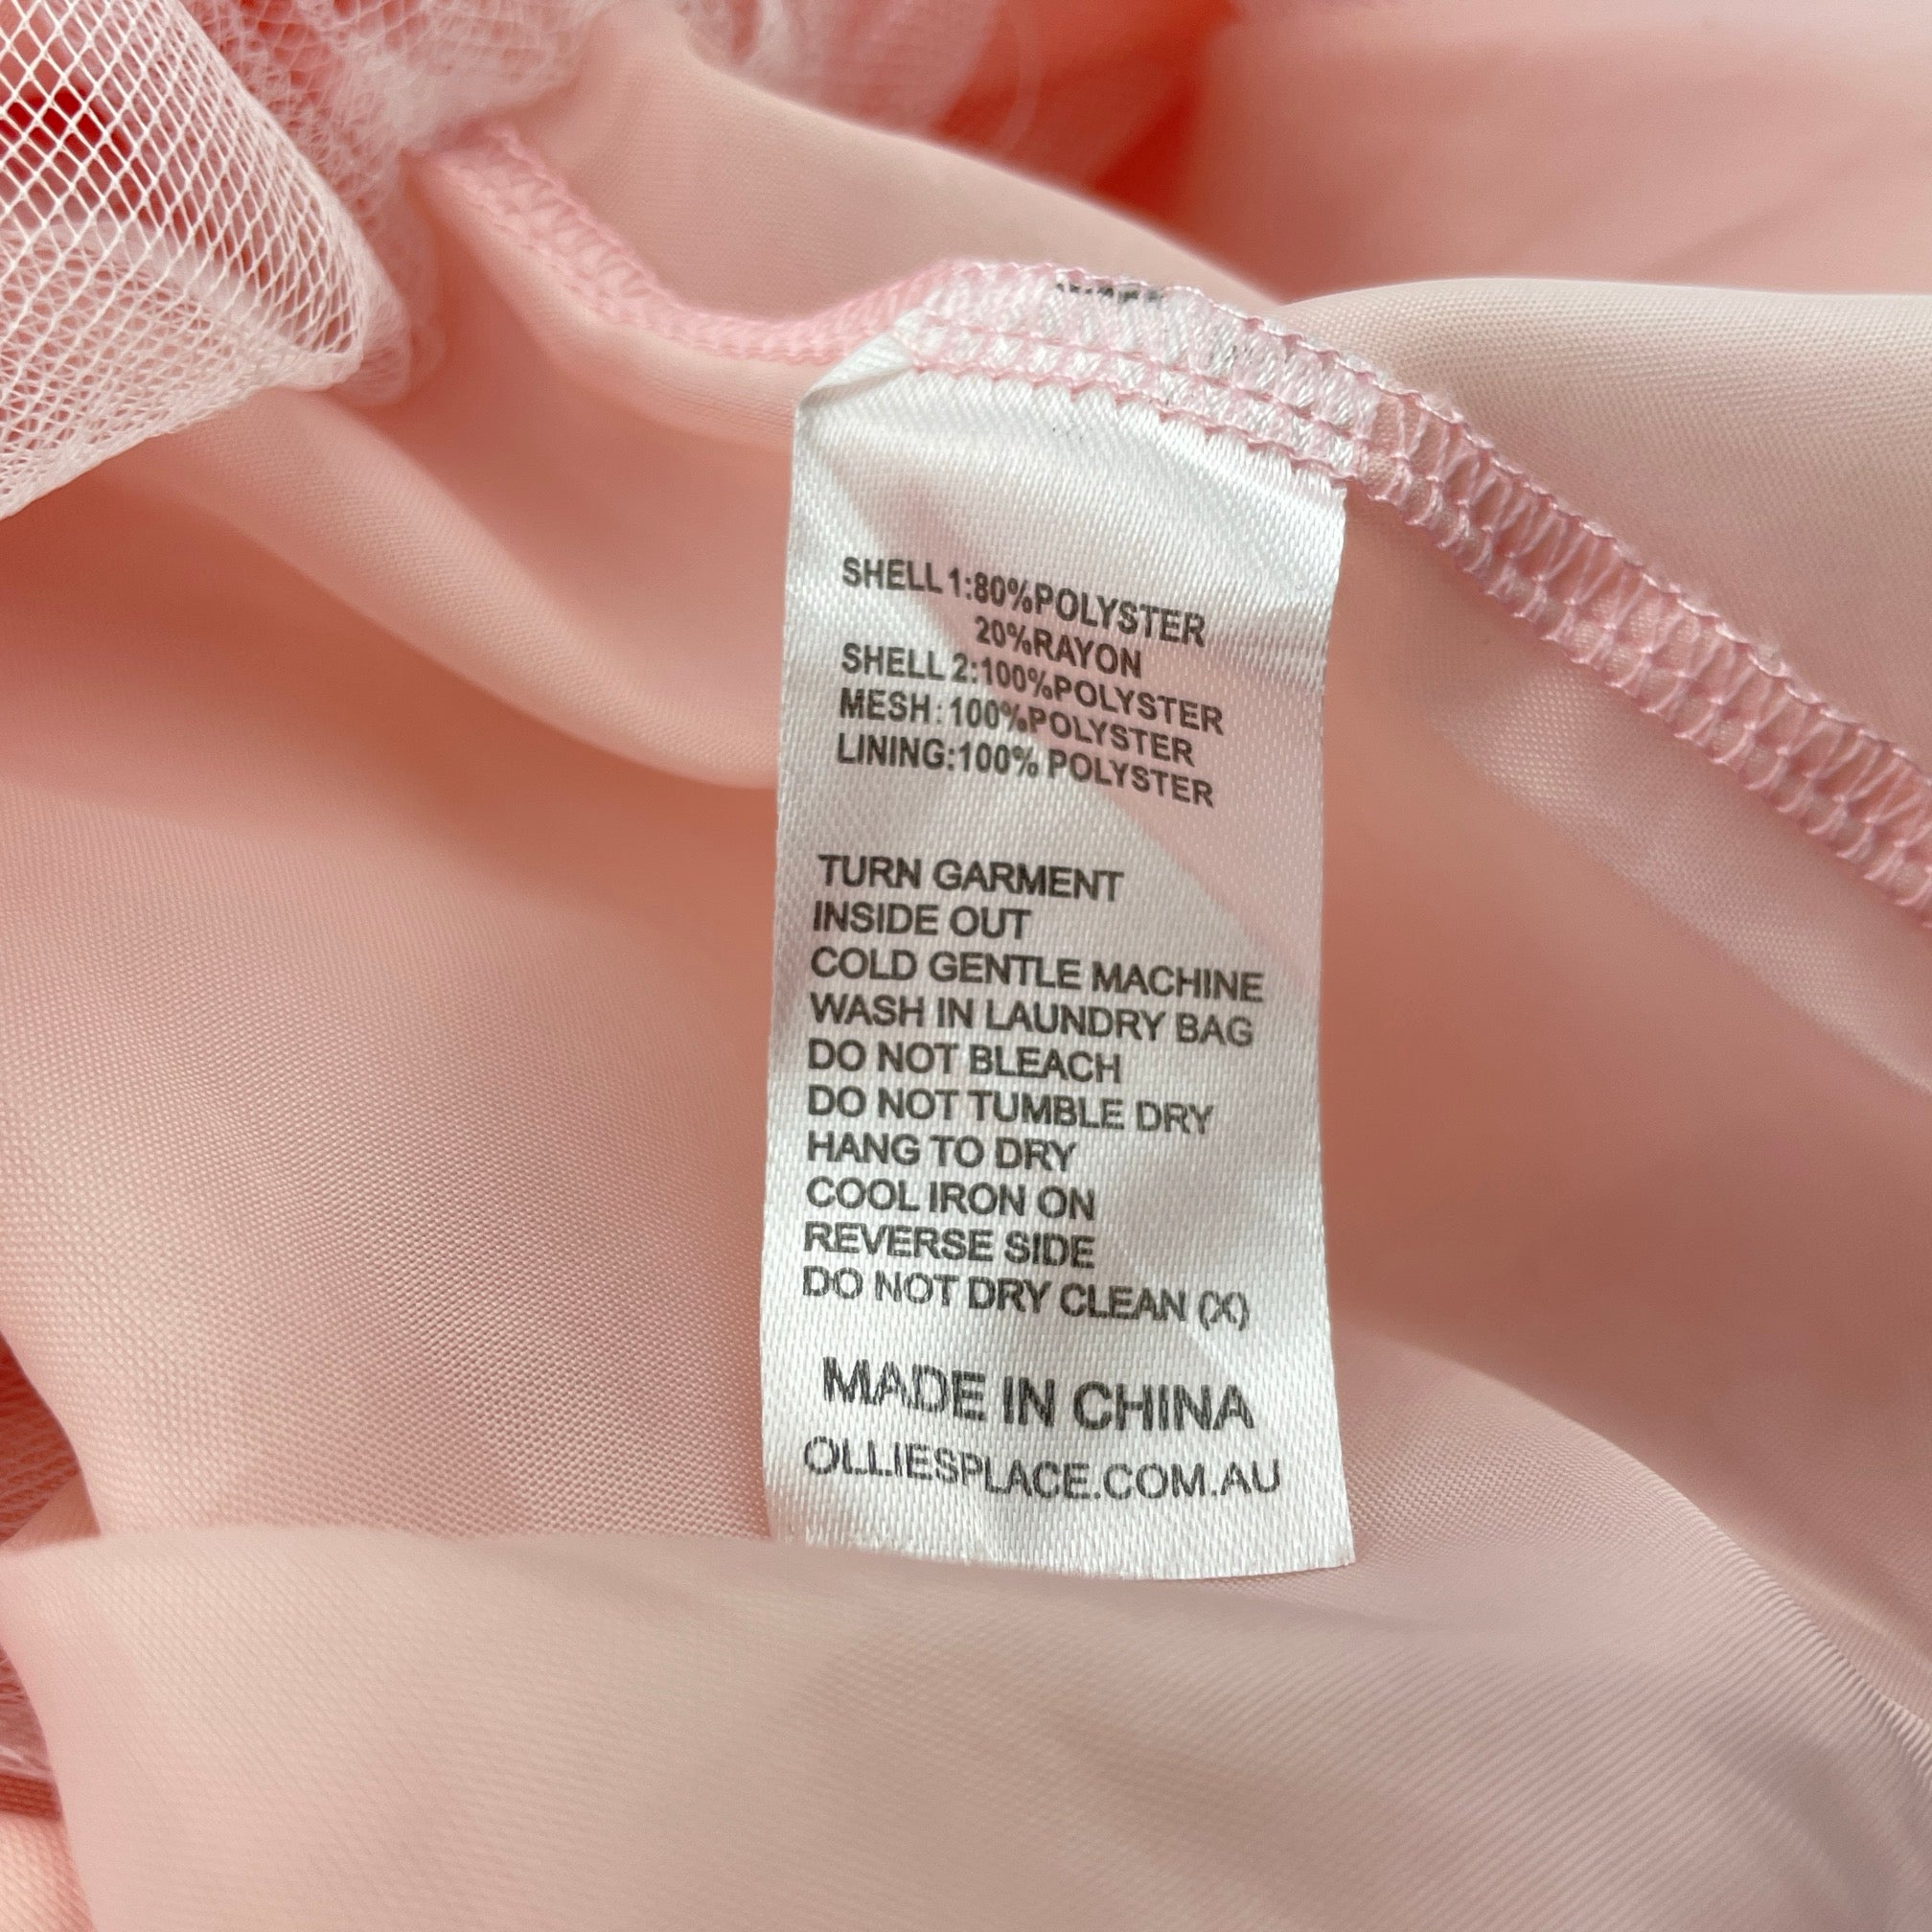 SHELL 1:80%POLYSTER
20%RAYON
SHELL 2:100%POLYSTER
MESH:100%POLYSTER
LINING:100% POLYSTER
TURN GARMENT
INSIDE OUT
COLD GENTLE MACHINE
WASH IN LAUNDRY BAG
DO NOT BLEACH
DO NOT TUMBLE DRY
HANG TO DRY
COOL IRON ON
REVERSE SIDE
DO NOT DRY CLEAN (X)
MADE IN CHINA
OLLIESPLACE.COM.AU